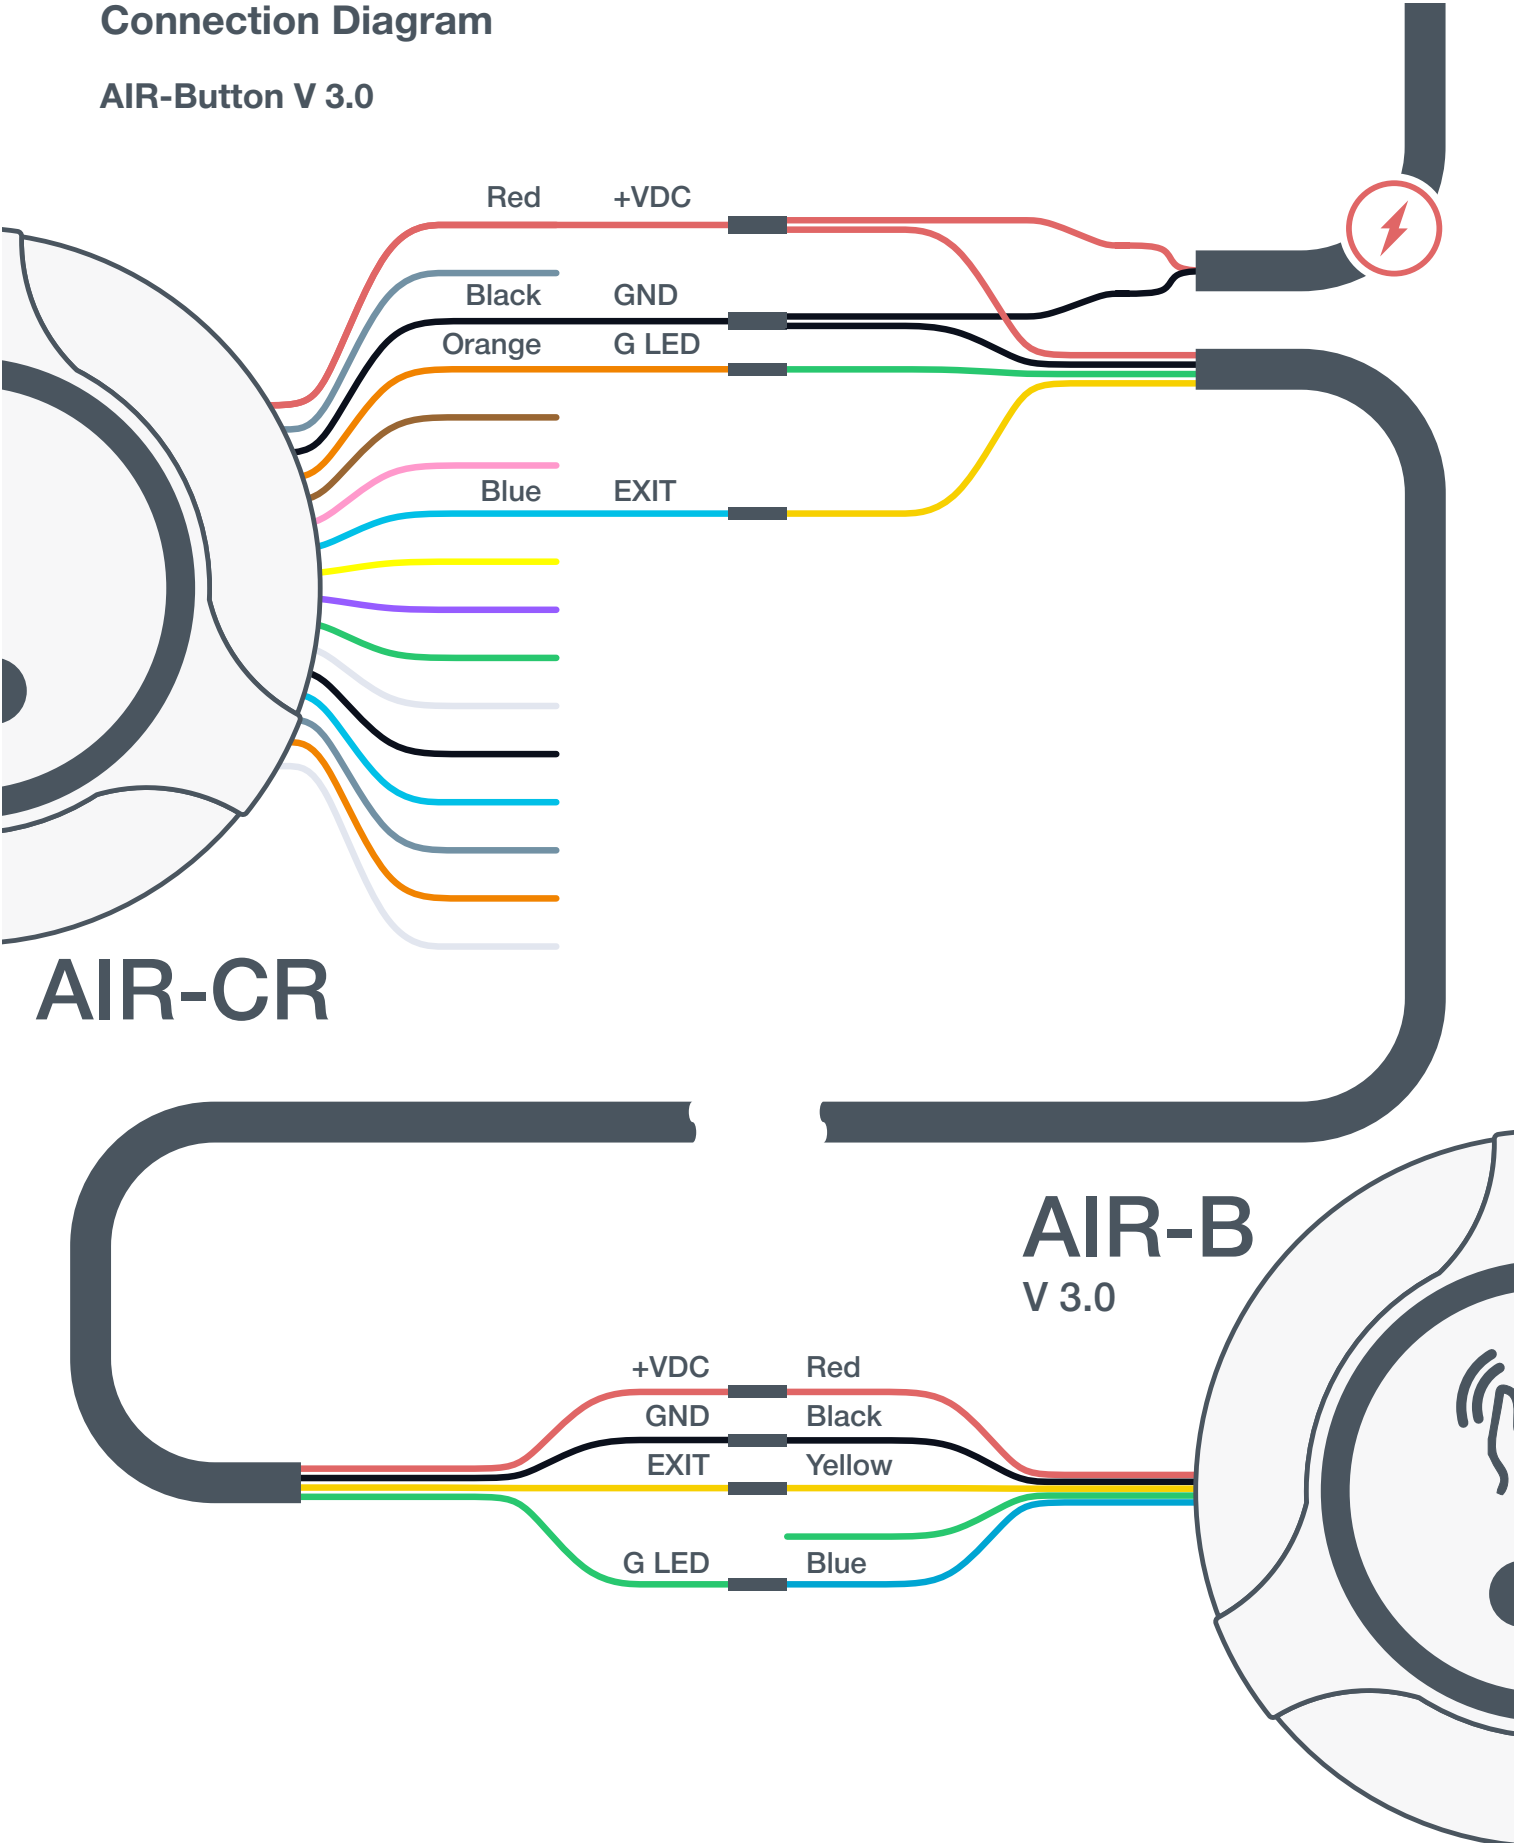 Connection Diagram
AIR-Button V 3.0
Red +VDC
Black GND
Orange G LED
Blue EXIT
AIR-CR
AIR-B
V 3.0
+VDC Red
GND Black
EXIT Yellow
G LED Blue